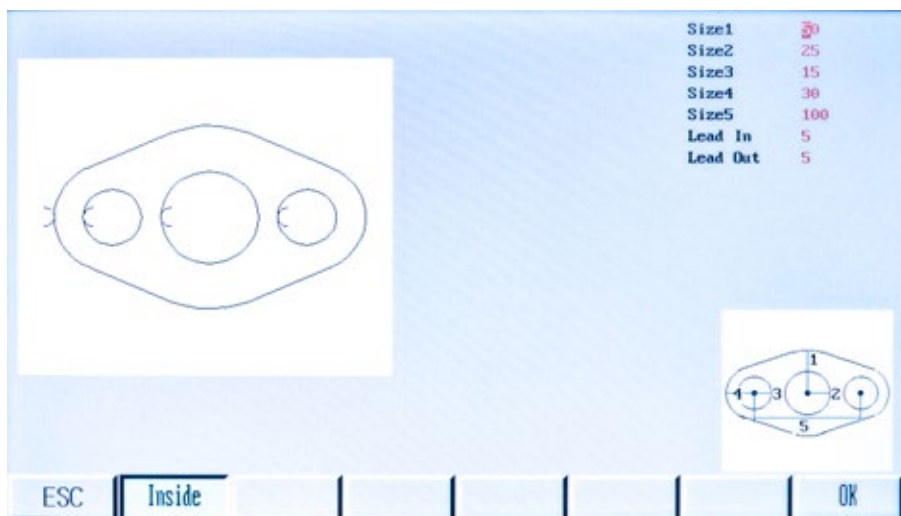 Size1 50
Size2 25
Size3 15
Size4 30
Size5 100
Lead In 5
Lead Out 5
1
4 3 2
5
ESC Inside OK